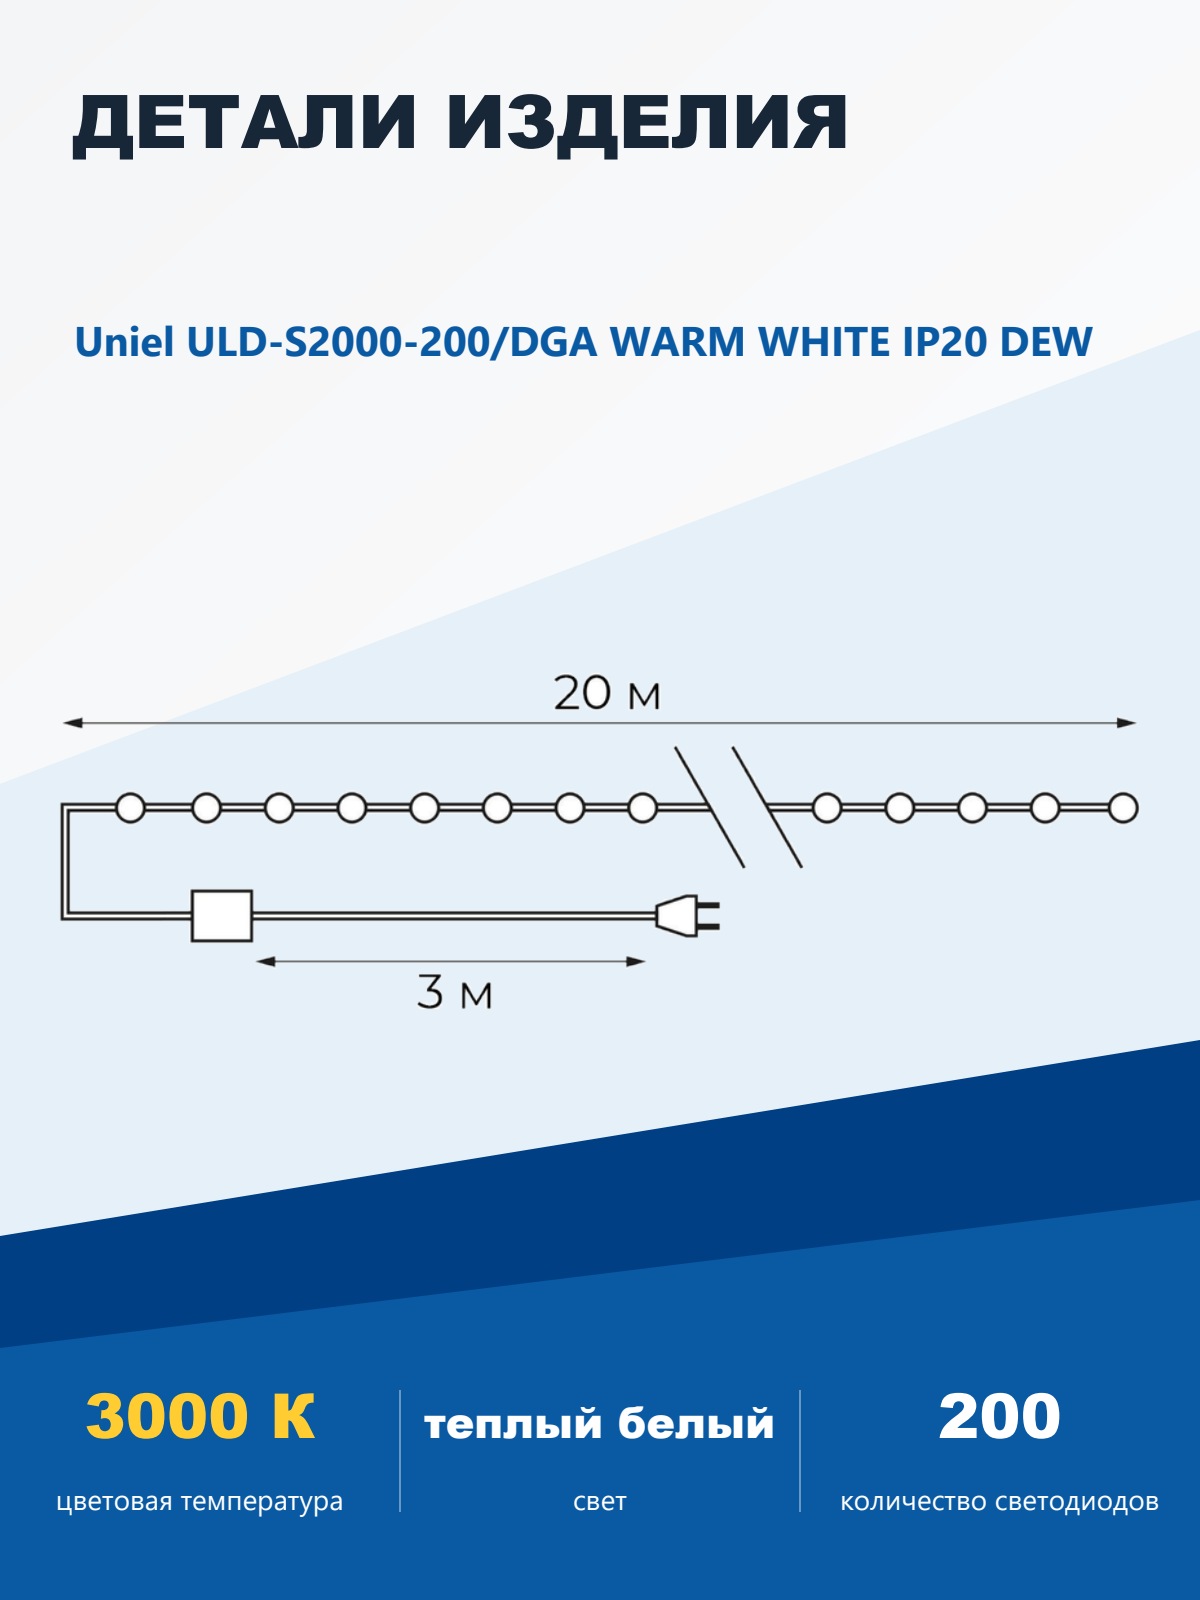 ДЕТАЛИ ИЗДЕЛИЯ
Uniel ULD-S2000-200/DGA WARM WHITE IP20 DEW
20 м
3 м
3000 К
теплый белый
200
цветовая температура
свет
количество светодиодов